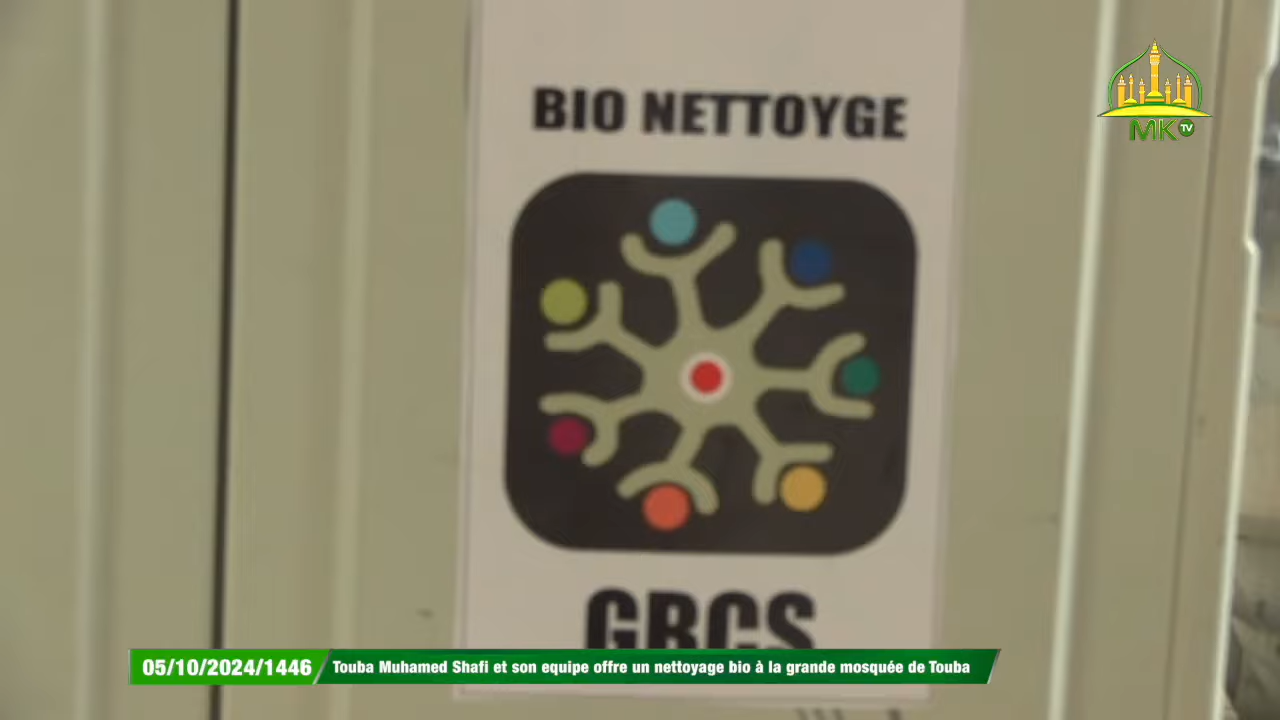 BIO NETTOYGE
MK TV
GBCS
05/10/2024/1446 Touba Muhamed Shafi et son equipe offre un nettoyage bio à la grande mosquée de Touba